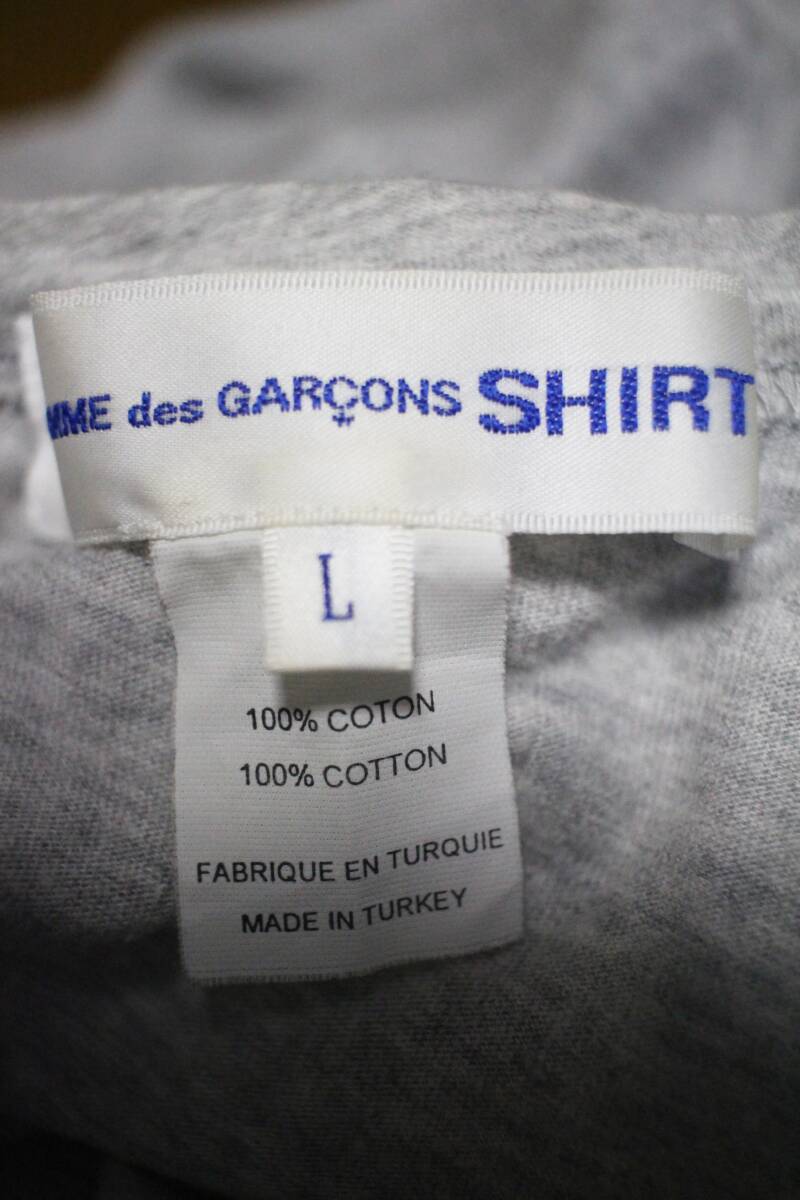 MME des GARÇONS SHIRT
L
100% COTON
100% COTTON
FABRIQUE EN TURQUIE
MADE IN TURKEY